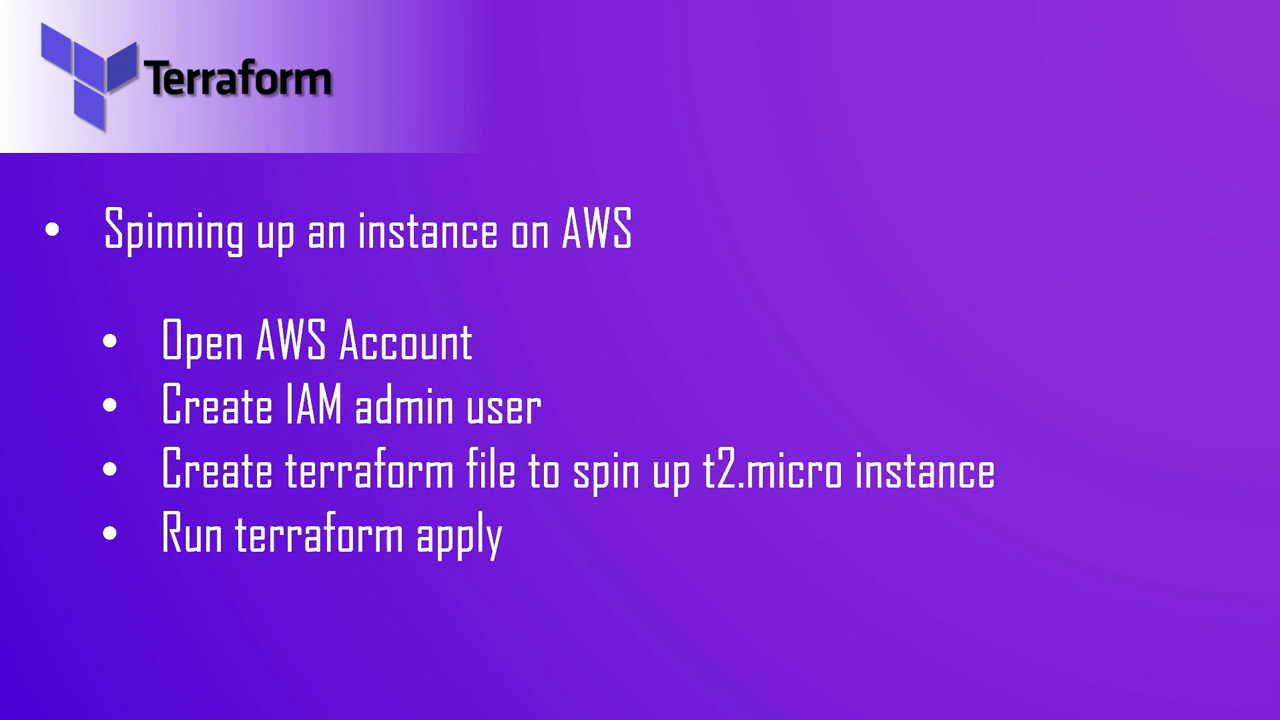 Terraform
• Spinning up an instance on AWS
• Open AWS Account
• Create IAM admin user
• Create terraform file to spin up t2.micro instance
• Run terraform apply